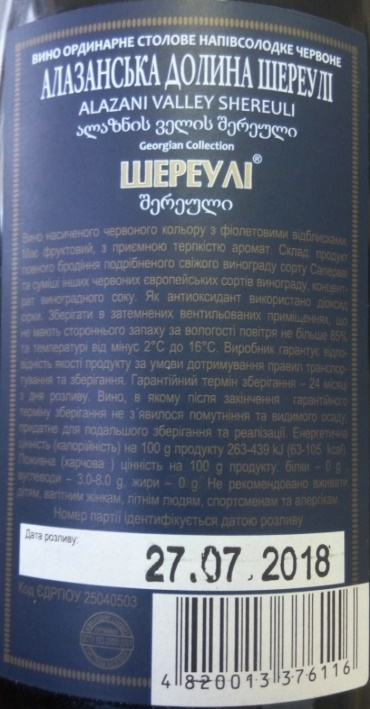 ВИНО ОРДИНАРНЕ СТОЛОВЕ НАПІВСОЛОДКЕ ЧЕРВОНЕ
АЛАЗАНСЬКА ДОЛИНА ШЕРЕУЛІ
ALAZANI VALLEY SHEREULI
ალაზნის ველის შერეული
Georgian Collection
ШЕРЕУЛІ®
შერეული
Вино насиченого червоного кольору з фіолетовими відблисками.
Має фруктовий, з приємною терпкістю аромат. Склад: продукт
повного бродіння подрібненого свіжого винограду сорту Сапераві
та суміші інших червоних європейських сортів винограду, концент-
рат виноградного соку. Як антиоксидант використано діоксид
сірки. Зберігати в затемнених вентильованих приміщеннях, що
не мають стороннього запаху за вологості повітря не більше 85%
та температурі від мінус 2°С до 16°С. Виробник гарантує відпо-
відність якості продукту за умови дотримування правил транспор-
тування та зберігання. Гарантійний термін зберігання – 24 місяці
з дня розливу. Вино, в якому після закінчення гарантійного
терміну зберігання не з´явилося помутніння та видимого осаду,
придатне для подальшого зберігання та реалізації. Енергетична
цінність (калорійність) на 100 g продукту 263-439 kJ (63-105 kcal)
Поживна (харчова ) цінність на 100 g продукту: білки – 0 g,
вуглеводи – 3.0-8.0 g, жири – 0 g. Не рекомендовано вживати
дітям, вагітним жінкам, літнім людям, спортсменам та алергікам.
Номер партії ідентифікується датою розливу
Дата розливу:
27.07.2018
Код ЄДРПОУ 25040503
4 820013 376116